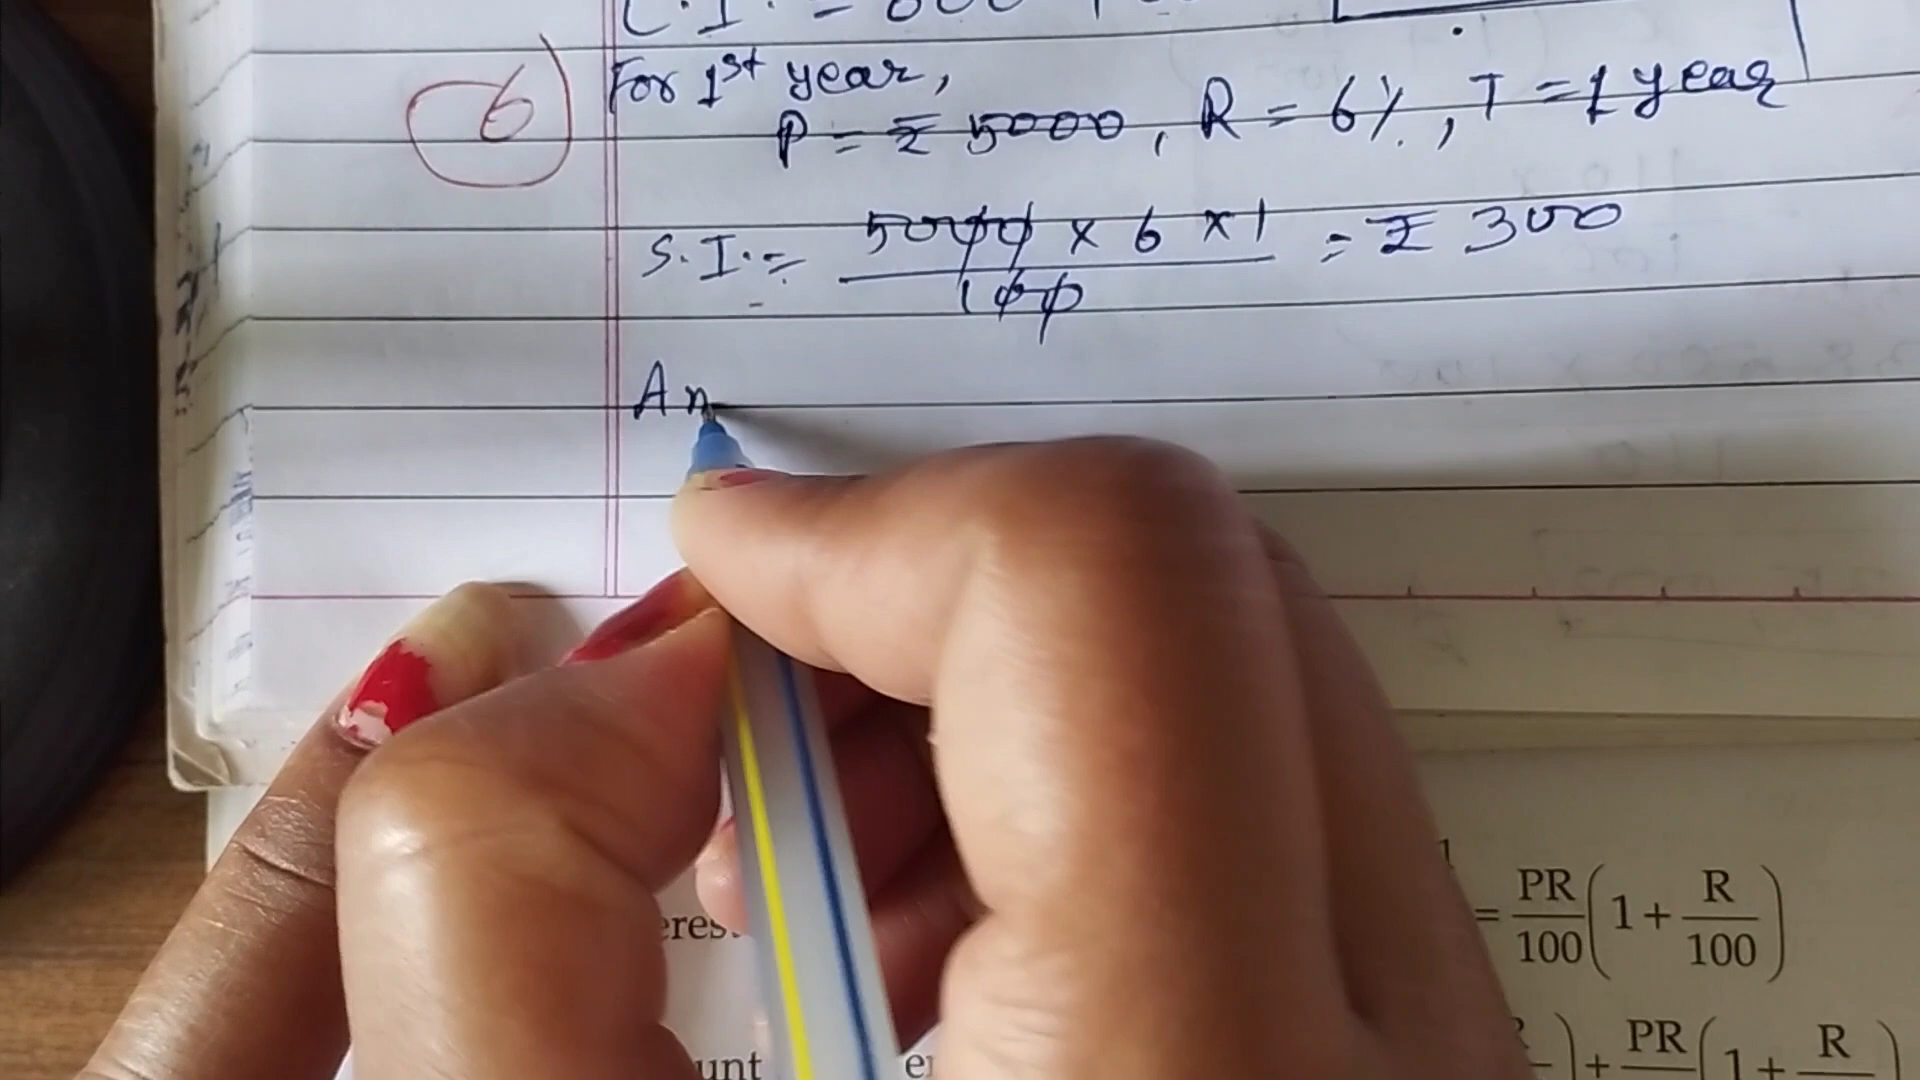 C.I. =
6) For 1st year,
P = ₹ 5000, R = 6%, T = 1 year
S.I. = 5000 x 6 x 1 / 100 = ₹ 300
Am
= PR/100 (1 + R/100)
) + PR ( 1 + R )